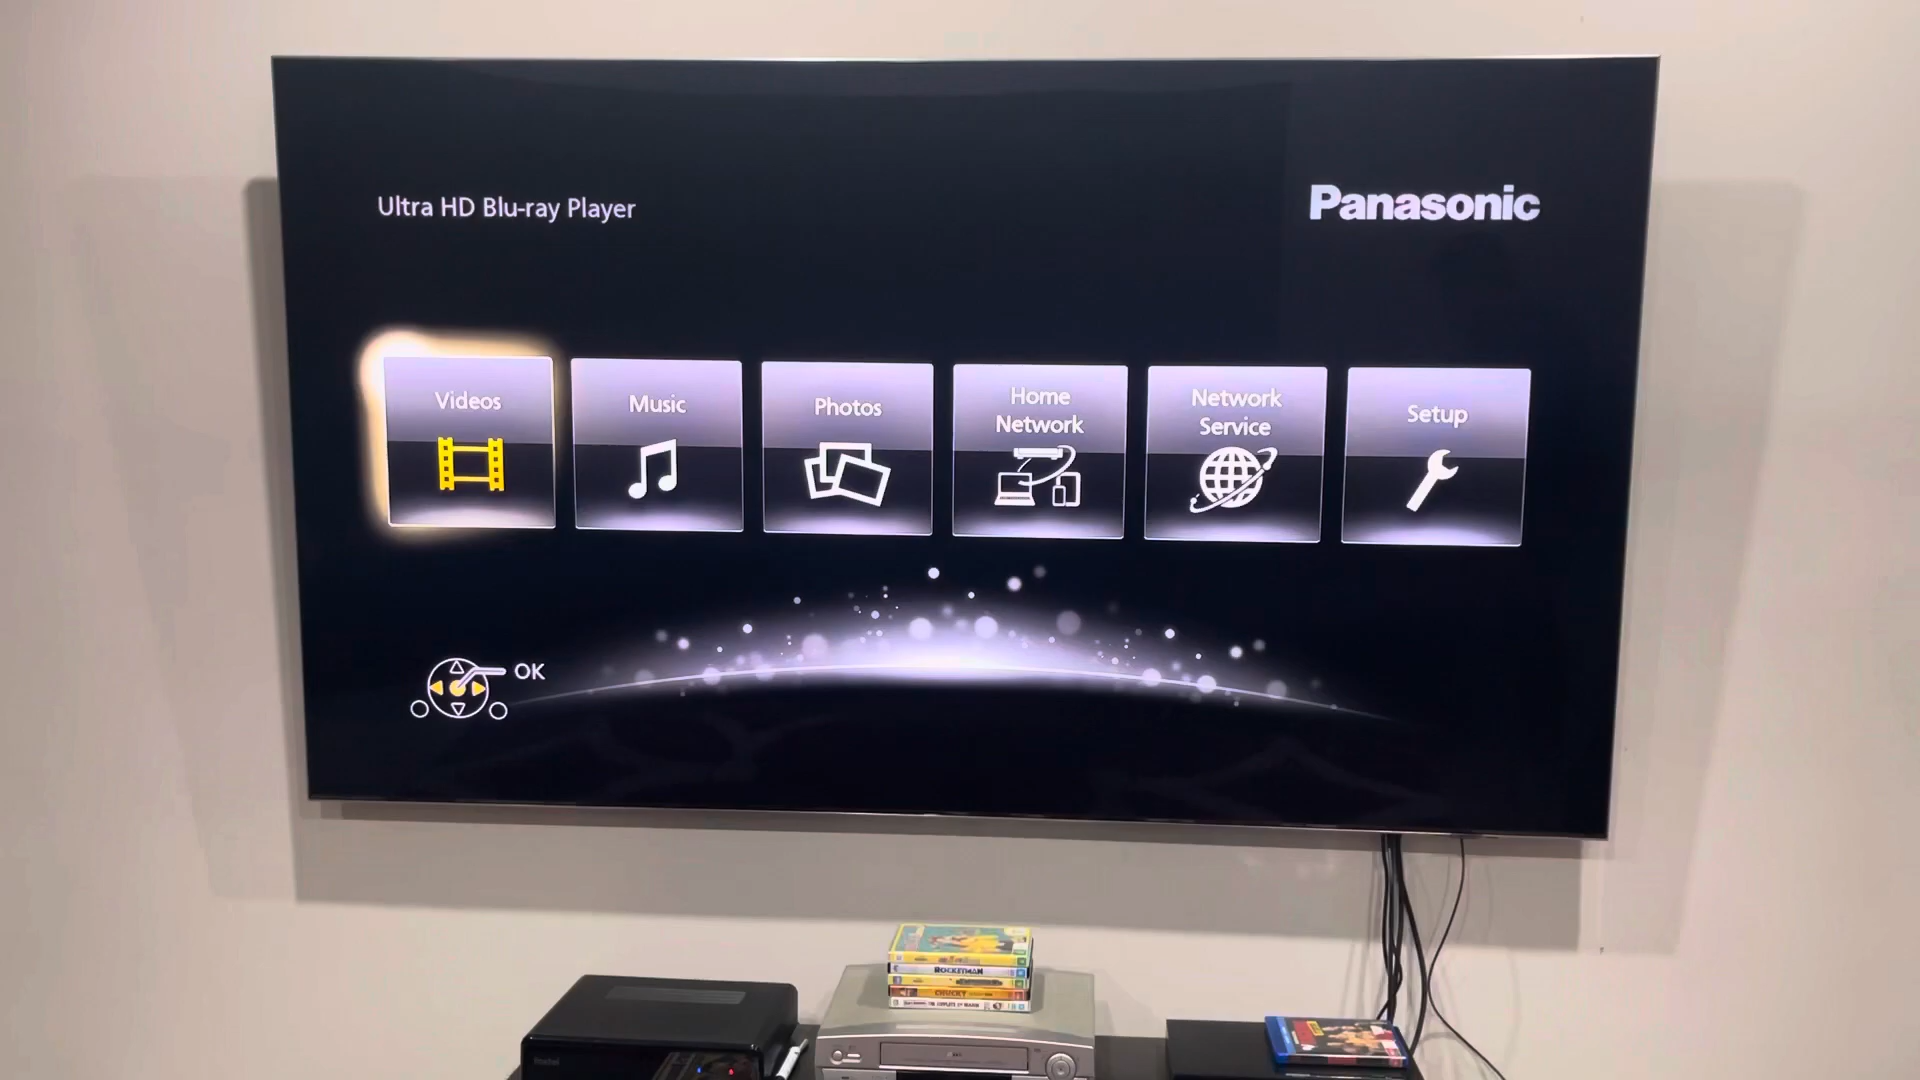 Ultra HD Blu-ray Player
Panasonic
Videos
Music
Photos
Home
Network
Network
Service
Setup
OK
ROCKETMAN
CHUCKY